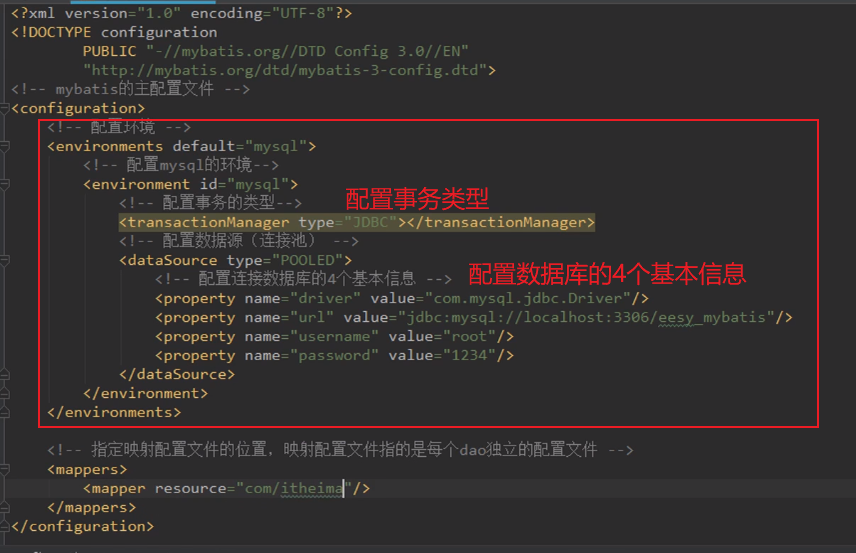 <?xml version="1.0" encoding="UTF-8"?>
<!DOCTYPE configuration
PUBLIC "-//mybatis.org//DTD Config 3.0//EN"
"http://mybatis.org/dtd/mybatis-3-config.dtd">
<!-- mybatis的主配置文件 -->
<configuration>
<!-- 配置环境 -->
<environments default="mysql">
<!-- 配置mysql的环境-->
<environment id="mysql">
<!-- 配置事务的类型-->
配置事务类型
<transactionManager type="JDBC"></transactionManager>
<!-- 配置数据源（连接池） -->
<dataSource type="POOLED">
<!-- 配置连接数据库的4个基本信息 -->
配置数据库的4个基本信息
<property name="driver" value="com.mysql.jdbc.Driver"/>
<property name="url" value="jdbc:mysql://localhost:3306/eesy_mybatis"/>
<property name="username" value="root"/>
<property name="password" value="1234"/>
</dataSource>
</environment>
</environments>
<!-- 指定映射配置文件的位置，映射配置文件指的是每个dao独立的配置文件 -->
<mappers>
<mapper resource="com/itheima"/>
</mappers>
</configuration>